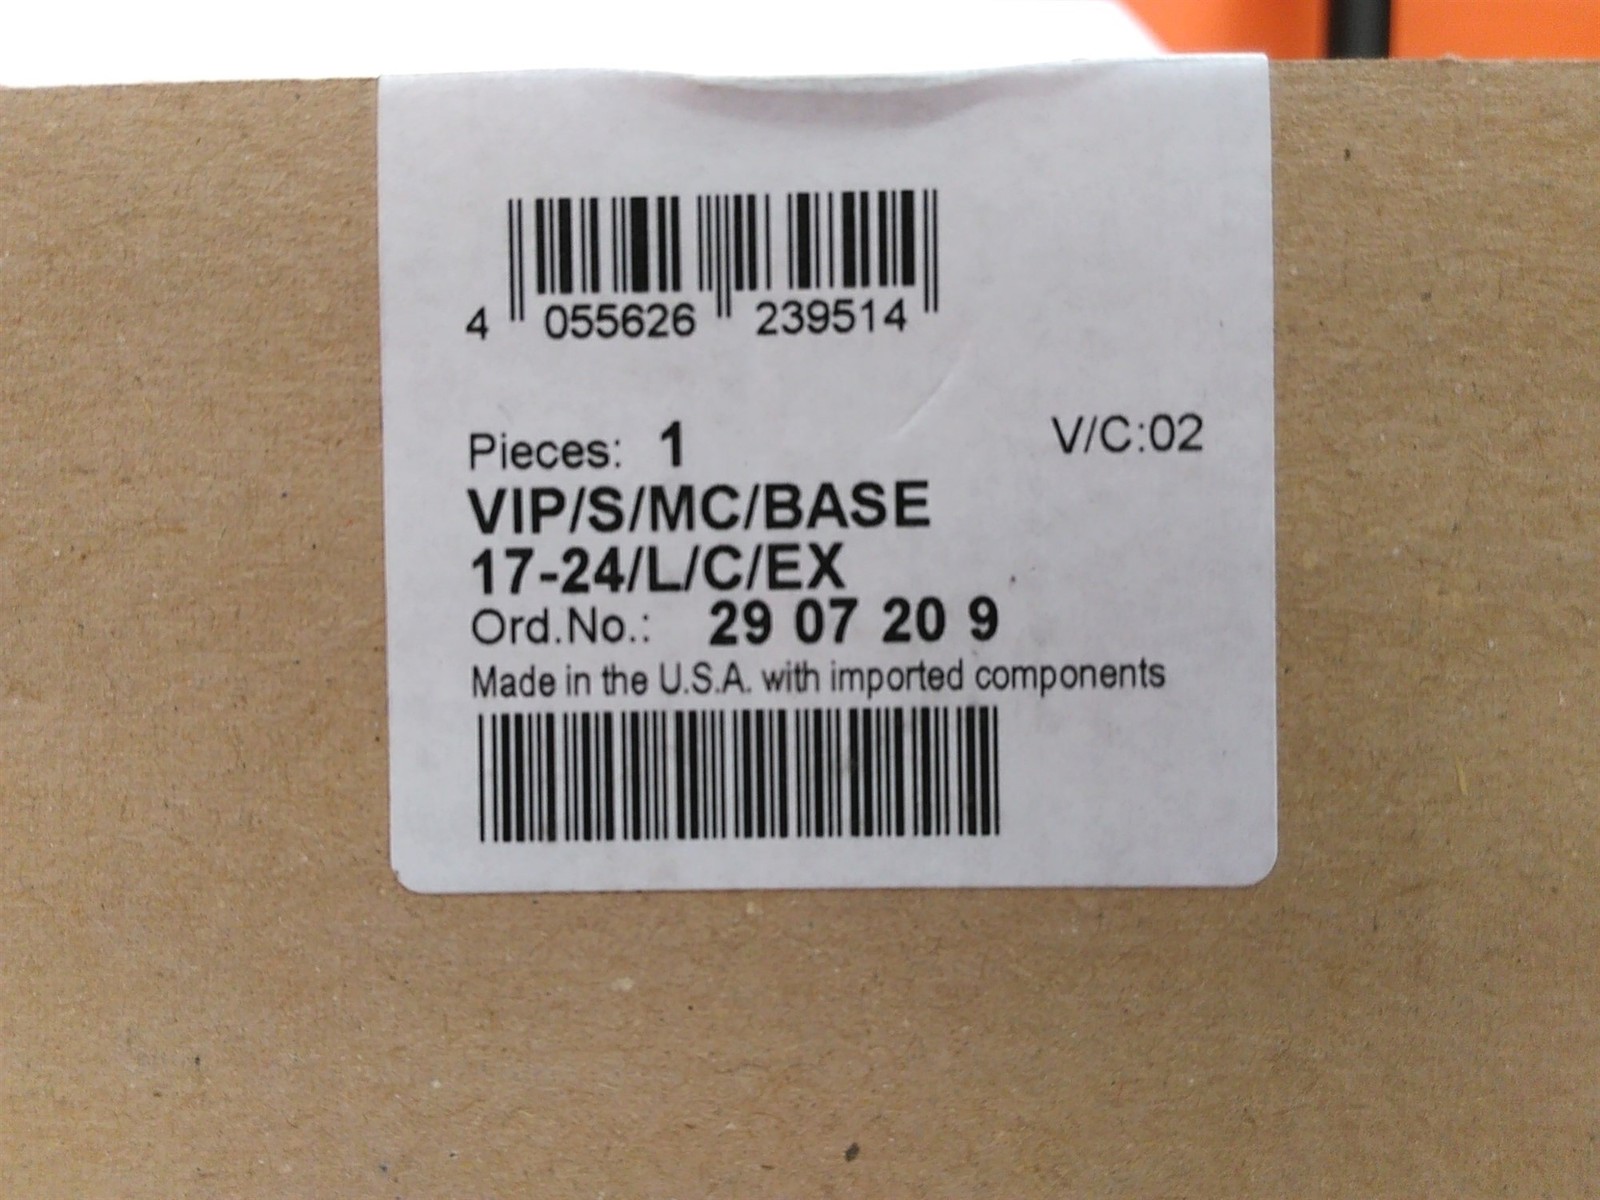 4 055626 239514
Pieces: 1 V/C:02
VIP/S/MC/BASE
17-24/L/C/EX
Ord.No.: 29 07 20 9
Made in the U.S.A. with imported components